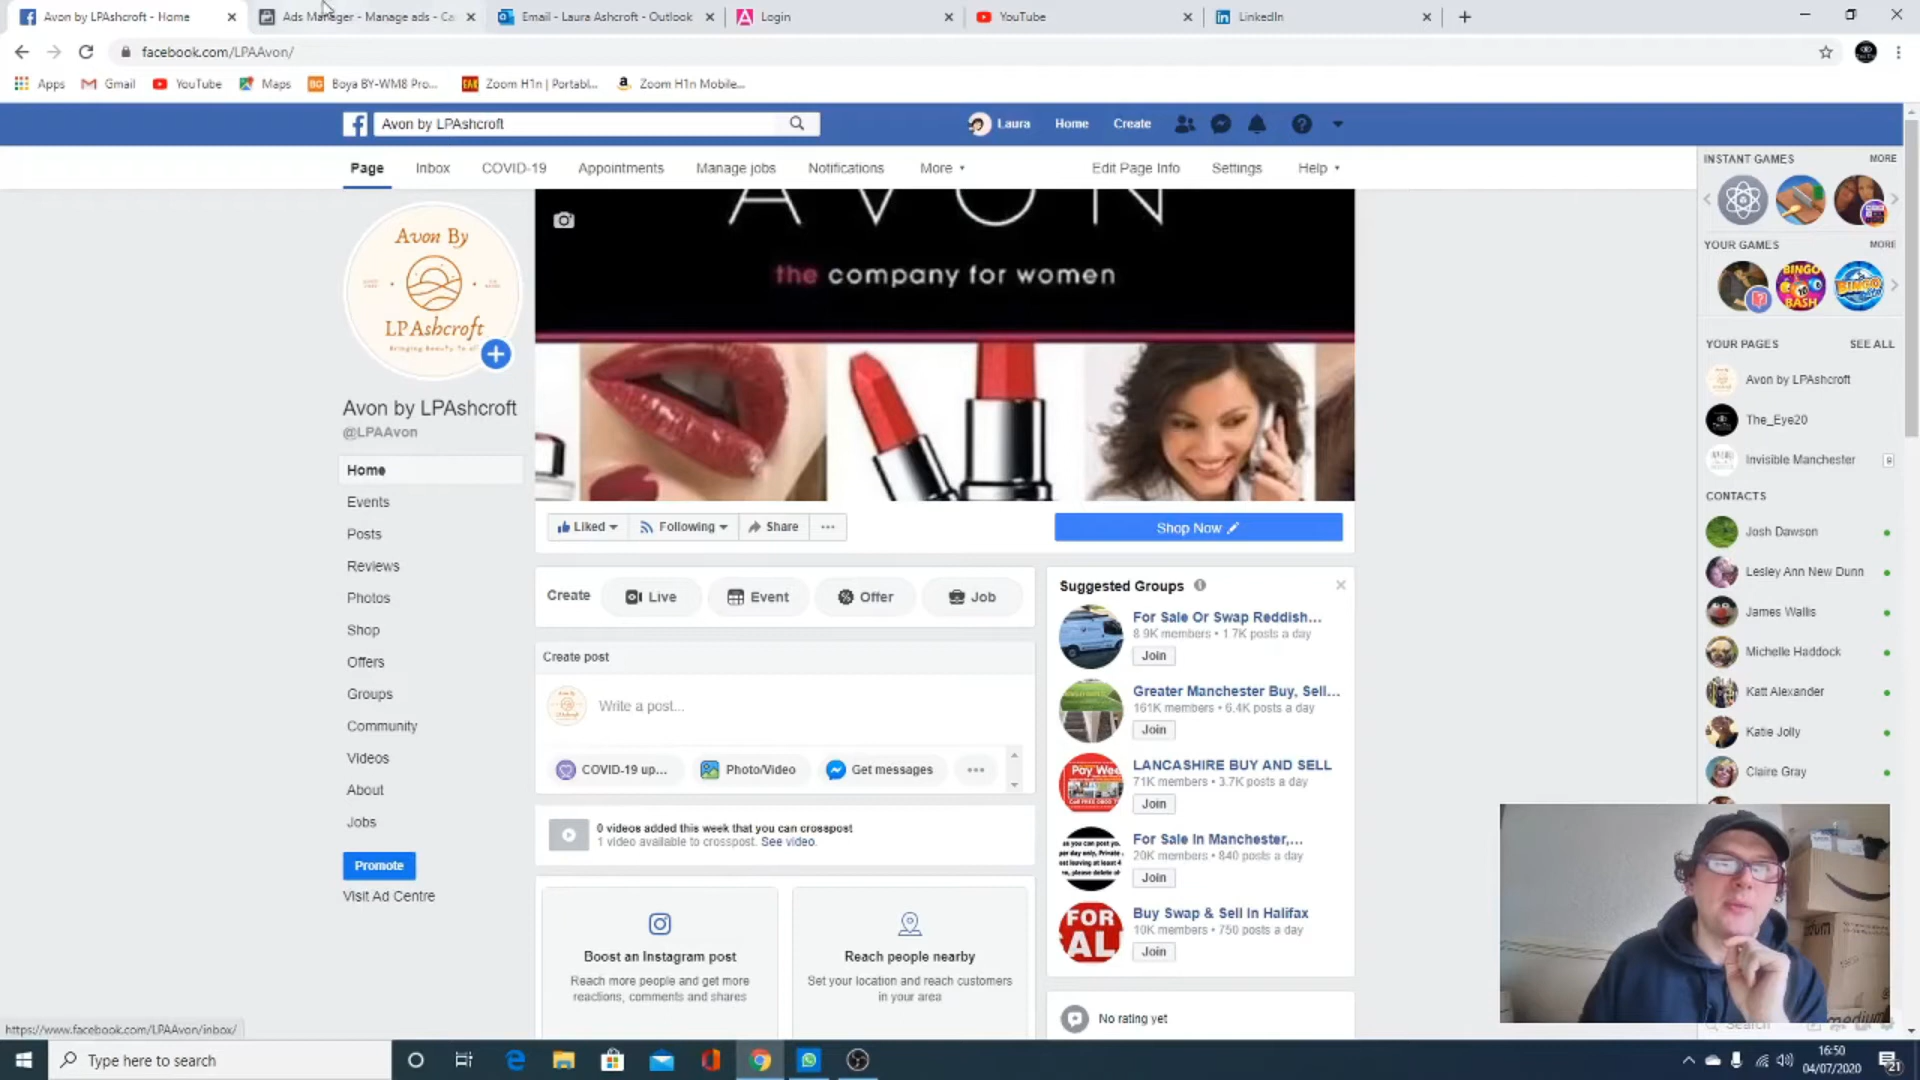 Avon by LPAshcroft - Home
Ads Manager - Manage ads - Ca
Email - Laura Ashcroft - Outlook
Login
YouTube
LinkedIn
facebook.com/LPAAvon/
Apps
Gmail
YouTube
Maps
Boya BY-WM8 Pro...
Zoom H1n | Portabl...
Zoom H1n Mobile...
Avon by LPAshcroft
Laura
Home
Create
Page
Inbox
COVID-19
Appointments
Manage jobs
Notifications
More
Edit Page Info
Settings
Help
INSTANT GAMES
MORE
YOUR GAMES
MORE
BINGO BASH
YOUR PAGES
SEE ALL
Avon by LPAshcroft
The_Eye20
Invisible Manchester
9
CONTACTS
Josh Dawson
Lesley Ann New Dunn
James Wallis
Michelle Haddock
Katt Alexander
Katie Jolly
Claire Gray
Search
Avon By
LPAshcroft
Bringing Beauty To all
Avon by LPAshcroft
@LPAAvon
Home
Events
Posts
Reviews
Photos
Shop
Offers
Groups
Community
Videos
About
Jobs
Promote
Visit Ad Centre
AVON
the company for women
Liked
Following
Share
Shop Now
Create
Live
Event
Offer
Job
Create post
Write a post...
COVID-19 up...
Photo/Video
Get messages
0 videos added this week that you can crosspost
1 video available to crosspost. See video.
Boost an Instagram post
Reach more people and get more
reactions, comments and shares
Reach people nearby
Set your location and reach customers
in your area
Suggested Groups
For Sale Or Swap Reddish...
8.9K members • 1.7K posts a day
Join
Greater Manchester Buy, Sell...
161K members • 6.4K posts a day
Join
LANCASHIRE BUY AND SELL
71K members • 3.7K posts a day
Join
For Sale In Manchester,...
20K members • 840 posts a day
Join
FOR
AL
Buy Swap & Sell In Halifax
10K members • 750 posts a day
Join
No rating yet
medium
https://www.facebook.com/LPAAvon/inbox/
Type here to search
16:50
04/07/2020
21